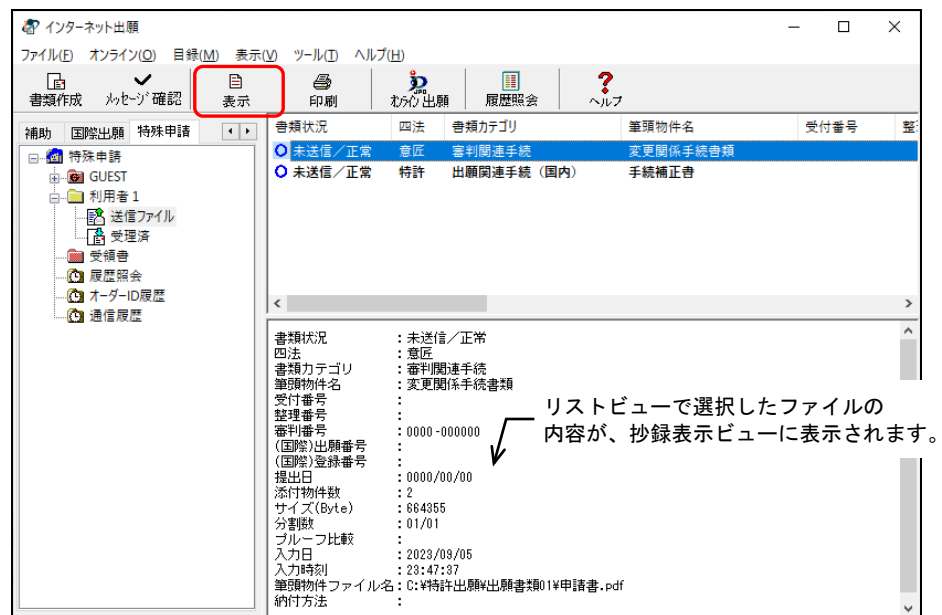 インターネット出願
ファイル(F) オンライン(O) 目録(M) 表示(V) ツール(T) ヘルプ(H)
書類作成 メッセージ確認 表示 印刷 オンライン出願 履歴照会 ヘルプ
補助 国際出願 特殊申請
特殊申請
GUEST
利用者1
送信ファイル
受理済
受領書
履歴照会
オーダーID履歴
通信履歴
書類状況 四法 書類カテゴリ 筆頭物件名 受付番号 整
未送信／正常 意匠 審判関連手続 変更関係手続書類
未送信／正常 特許 出願関連手続（国内） 手続補正書
書類状況 ：未送信／正常
四法 ：意匠
書類カテゴリ ：審判関連手続
筆頭物件名 ：変更関係手続書類
受付番号 ：
整理番号 ：
審判番号 ：0000-000000
(国際)出願番号 ：
(国際)登録番号 ：
提出日 ：0000/00/00
添付物件数 ：2
サイズ(Byte) ：664355
分割数 ：01/01
プルーフ比較 ：
入力日 ：2023/09/05
入力時刻 ：23:47:37
筆頭物件ファイル名：C:¥特許出願¥出願書類01¥申請書.pdf
納付方法 ：
リストビューで選択したファイルの
内容が、抄録表示ビューに表示されます。